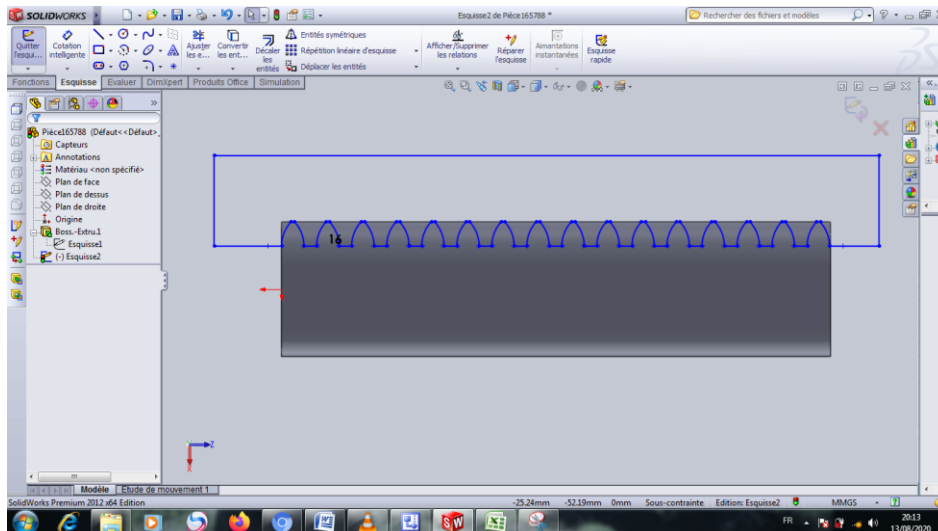 SOLIDWORKS
Esquisse2 de Pièce165788 *
Rechercher des fichiers et modèles
Quitter l'esqui...
Cotation intelligente
Ajuster les e...
Convertir les ent...
Décaler les entités
Entités symétriques
Répétition linéaire d'esquisse
Déplacer les entités
Afficher/Supprimer les relations
Réparer l'esquisse
Aimantations instantanées
Esquisse rapide
Fonctions Esquisse Evaluer DimXpert Produits Office Simulation
Pièce165788 (Défaut<<Défaut>_
Capteurs
Annotations
Matériau <non spécifié>
Plan de face
Plan de dessus
Plan de droite
Origine
Boss.-Extru.1
Esquisse1
(-) Esquisse2
16
Z
X
Modèle Etude de mouvement 1
SolidWorks Premium 2012 x64 Edition -25.24mm -52.19mm 0mm Sous-contrainte Edition: Esquisse2 MMGS
FR 20:13
13/08/2020